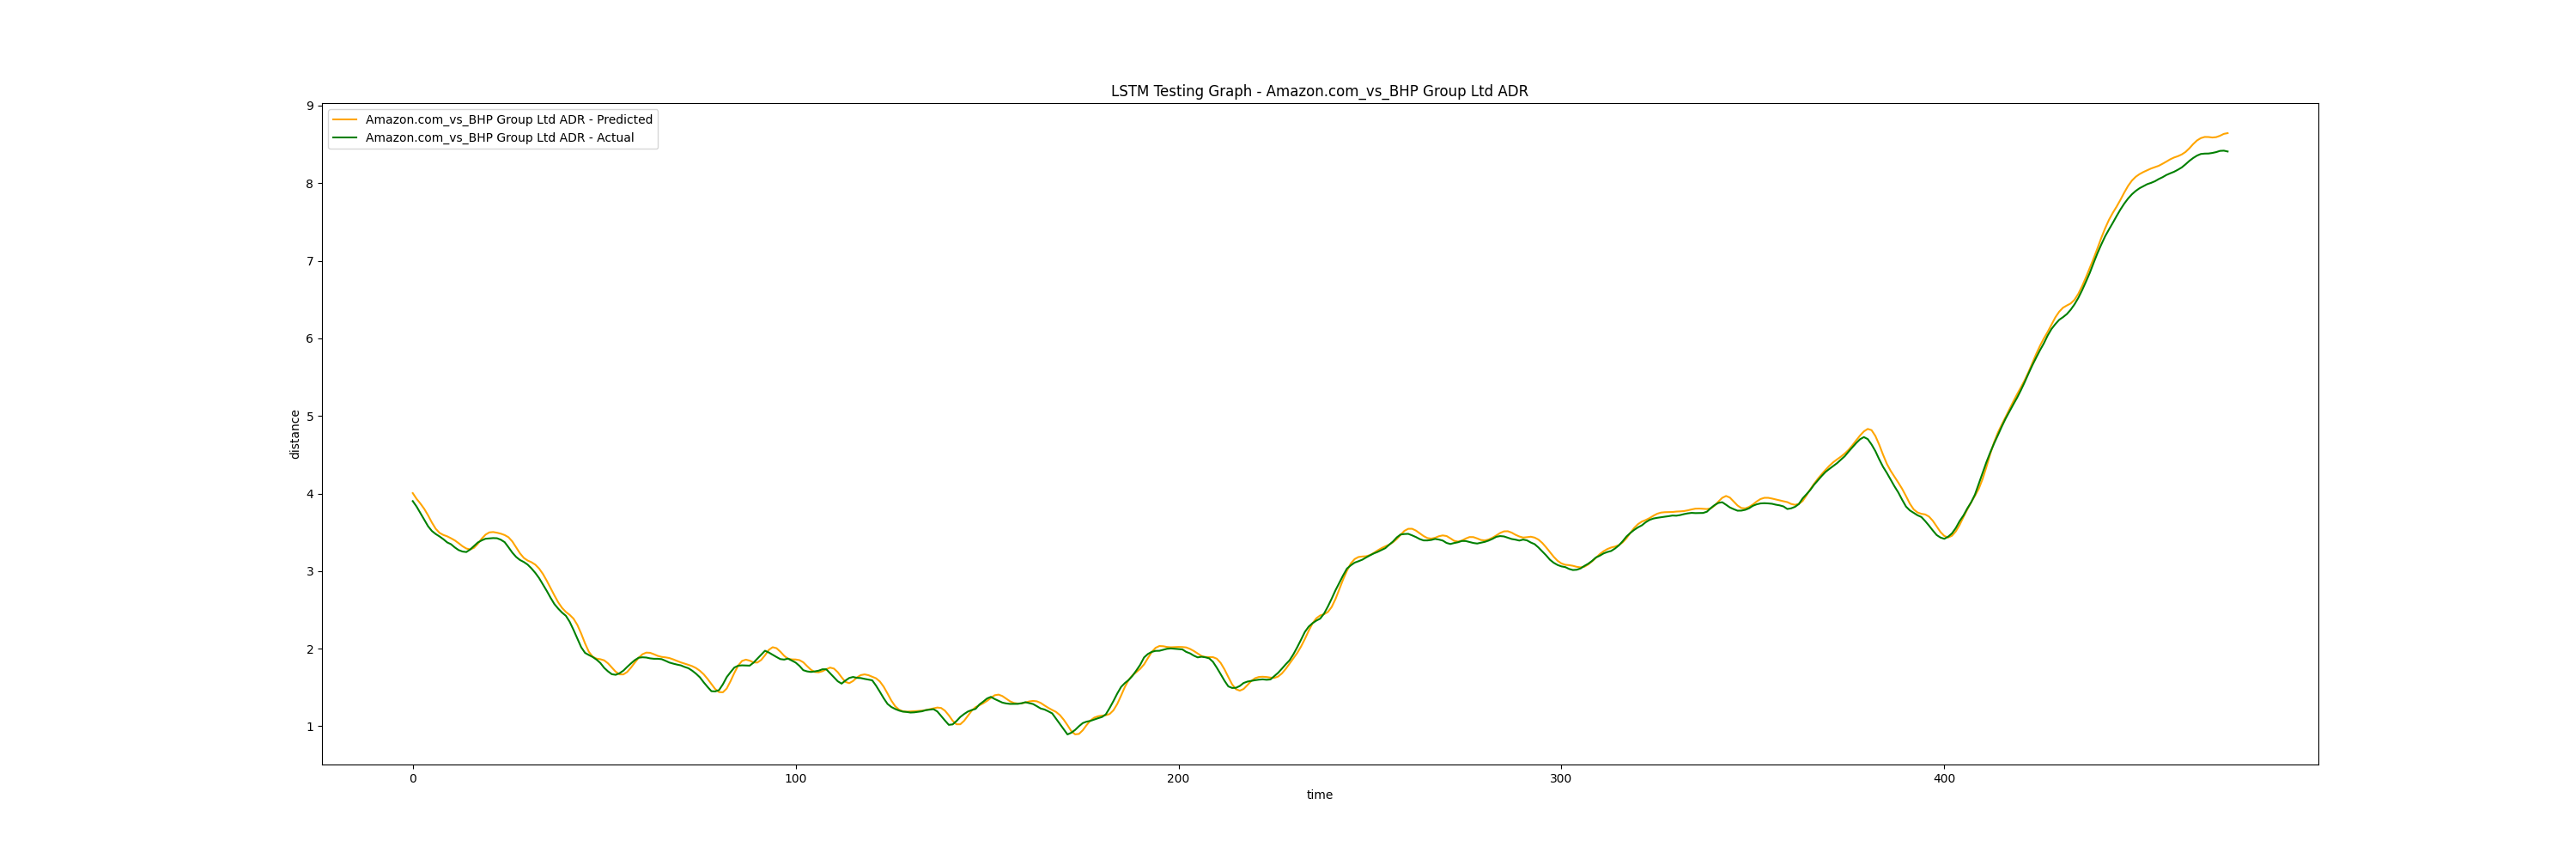 LSTM Testing Graph - Amazon.com_vs_BHP Group Ltd ADR
Amazon.com_vs_BHP Group Ltd ADR - Predicted
Amazon.com_vs_BHP Group Ltd ADR - Actual
distance
9
8
7
6
5
4
3
2
1
0
100
200
300
400
time